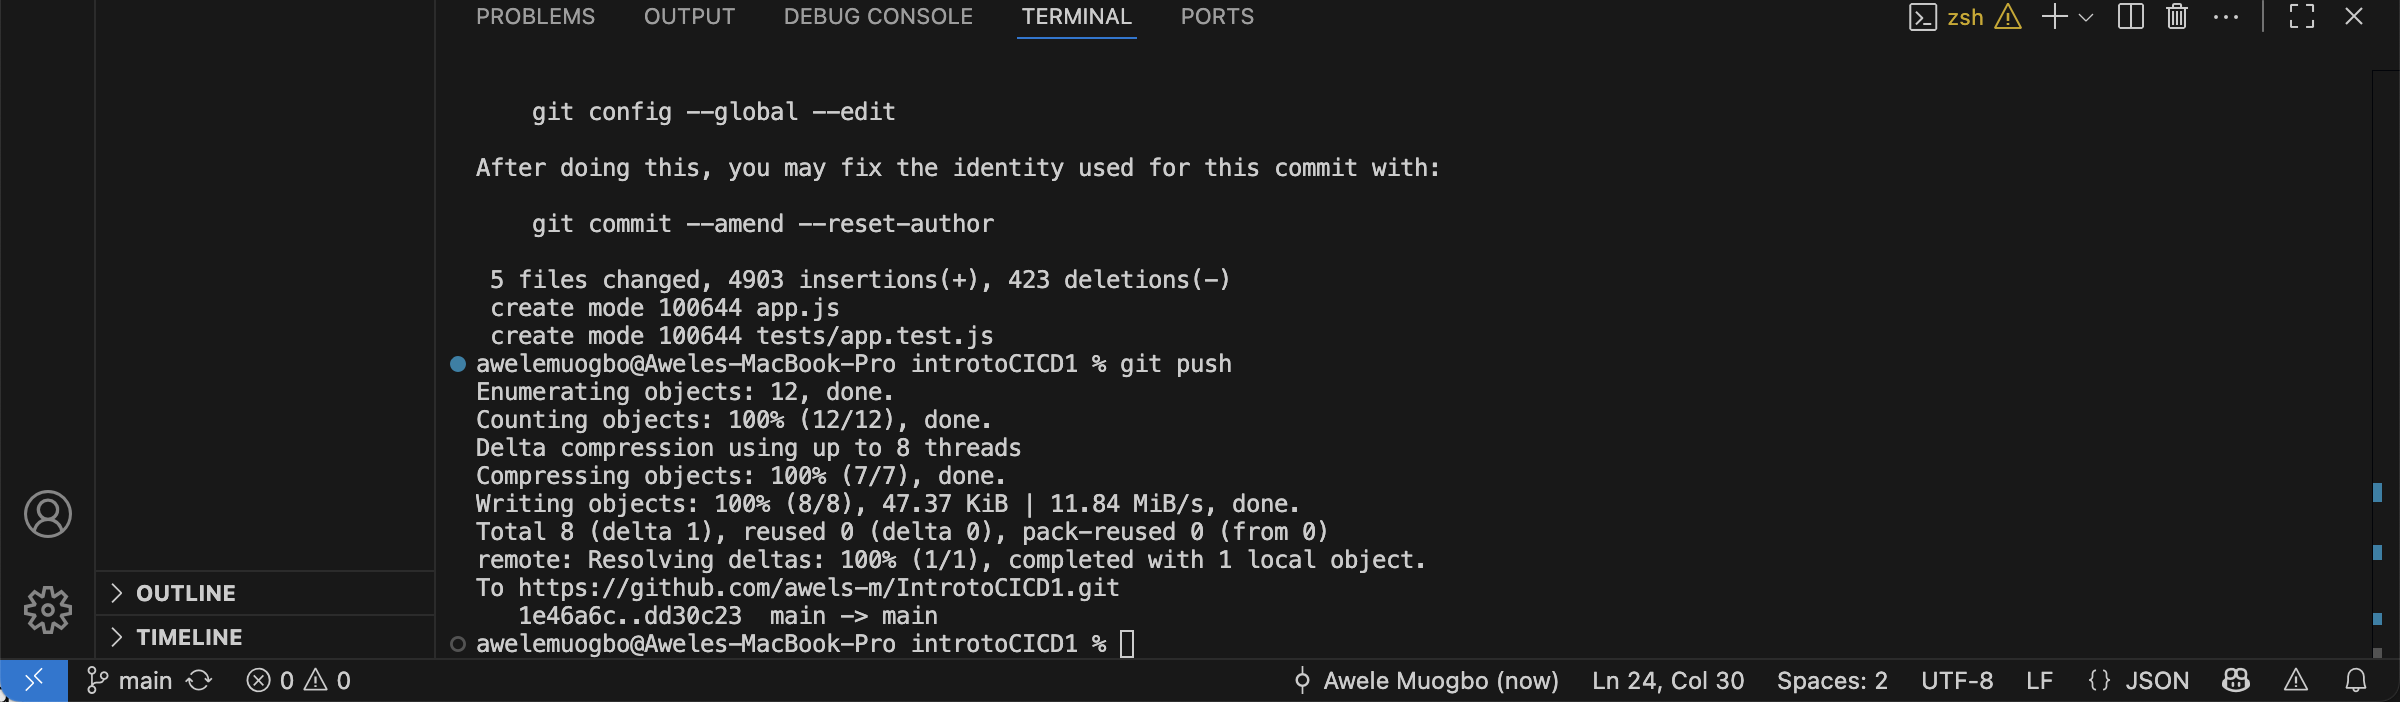 PROBLEMS OUTPUT DEBUG CONSOLE TERMINAL PORTS zsh
git config --global --edit
After doing this, you may fix the identity used for this commit with:
git commit --amend --reset-author
5 files changed, 4903 insertions(+), 423 deletions(-)
create mode 100644 app.js
create mode 100644 tests/app.test.js
awelemuogbo@Aweles-MacBook-Pro introtoCICD1 % git push
Enumerating objects: 12, done.
Counting objects: 100% (12/12), done.
Delta compression using up to 8 threads
Compressing objects: 100% (7/7), done.
Writing objects: 100% (8/8), 47.37 KiB | 11.84 MiB/s, done.
Total 8 (delta 1), reused 0 (delta 0), pack-reused 0 (from 0)
remote: Resolving deltas: 100% (1/1), completed with 1 local object.
To https://github.com/awels-m/IntrotoCICD1.git
1e46a6c..dd30c23 main -> main
awelemuogbo@Aweles-MacBook-Pro introtoCICD1 %
OUTLINE
TIMELINE
main 0 0 Awele Muogbo (now) Ln 24, Col 30 Spaces: 2 UTF-8 LF {} JSON